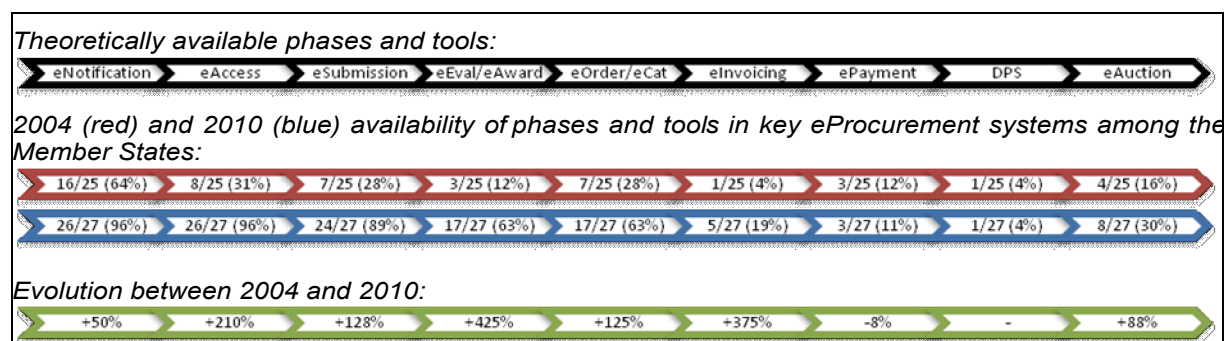 Theoretically available phases and tools:
eNotification eAccess eSubmission eEval/eAward eOrder/eCat eInvoicing ePayment DPS eAuction
2004 (red) and 2010 (blue) availability of phases and tools in key eProcurement systems among the
Member States:
16/25 (64%) 8/25 (31%) 7/25 (28%) 3/25 (12%) 7/25 (28%) 1/25 (4%) 3/25 (12%) 1/25 (4%) 4/25 (16%)
26/27 (96%) 26/27 (96%) 24/27 (89%) 17/27 (63%) 17/27 (63%) 5/27 (19%) 3/27 (11%) 1/27 (4%) 8/27 (30%)
Evolution between 2004 and 2010:
+50% +210% +128% +425% +125% +375% -8% - +88%